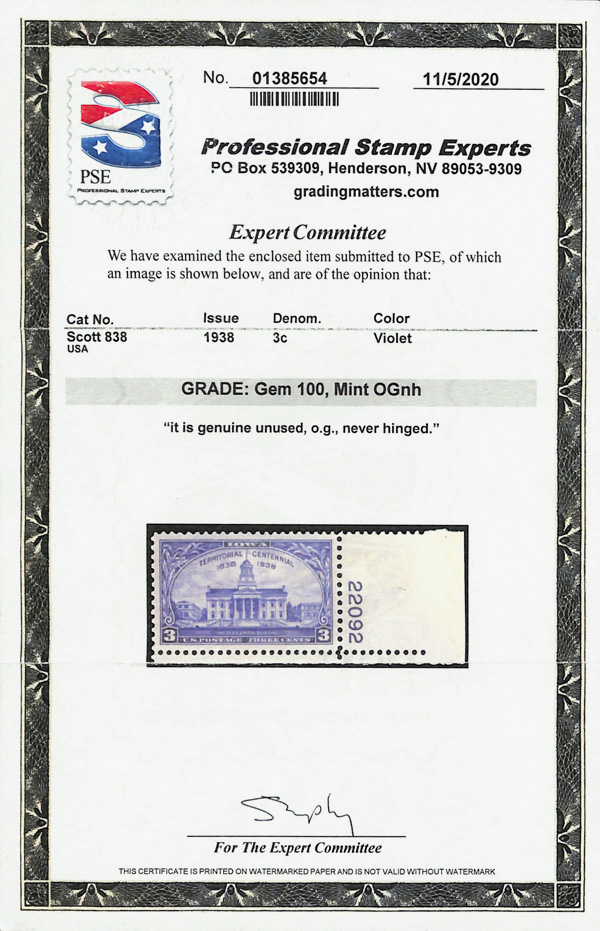 No. 01385654 11/5/2020
PSE
PROFESSIONAL STAMP EXPERTS
Professional Stamp Experts
PO Box 539309, Henderson, NV 89053-9309
gradingmatters.com
Expert Committee
We have examined the enclosed item submitted to PSE, of which
an image is shown below, and are of the opinion that:
Cat No. Issue Denom. Color
Scott 838 1938 3c Violet
USA
GRADE: Gem 100, Mint OGnh
“it is genuine unused, o.g., never hinged.”
IOWA
TERRITORIAL CENTENNIAL
1838 1938
3 3
U.S. POSTAGE THREE CENTS
22092
For The Expert Committee
THIS CERTIFICATE IS PRINTED ON WATERMARKED PAPER AND IS NOT VALID WITHOUT WATERMARK